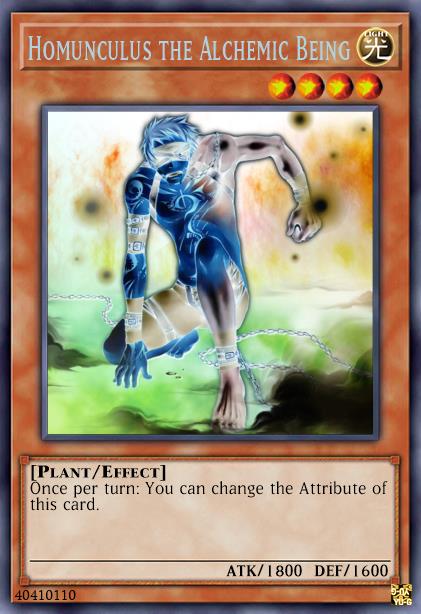 Homunculus the Alchemic Being
LIGHT
光
[Plant/Effect]
Once per turn: You can change the Attribute of
this card.
ATK/1800 DEF/1600
40410110